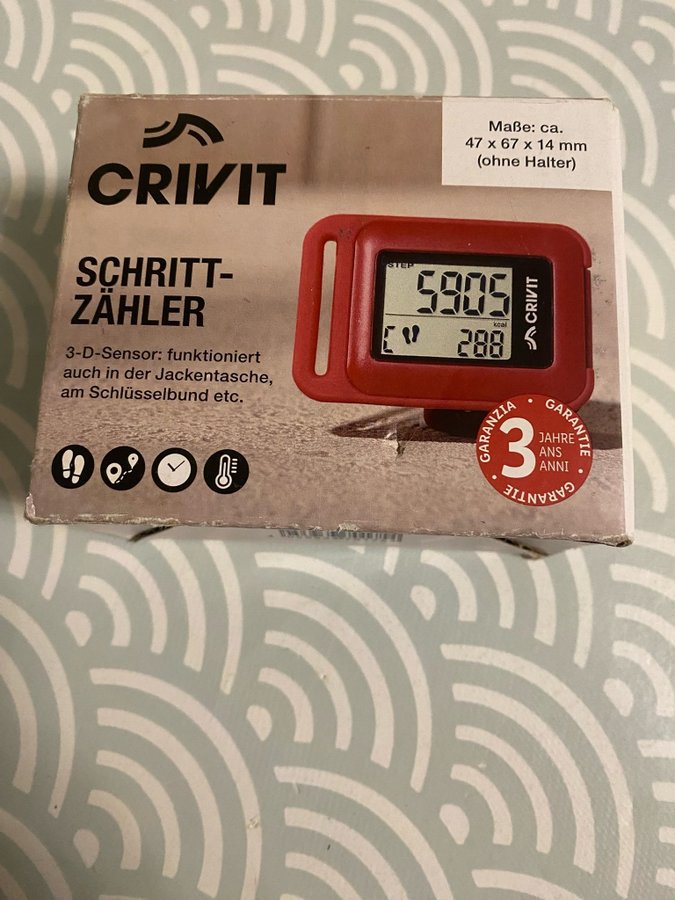 CRIVIT
Maße: ca.
47 x 67 x 14 mm
(ohne Halter)
SCHRITT-
ZÄHLER
3-D-Sensor: funktioniert
auch in der Jackentasche,
am Schlüsselbund etc.
STEP
5905
kcal
288
CRIVIT
GARANZIA • GARANTIE • GARANTIE •
3
JAHRE
ANS
ANNI